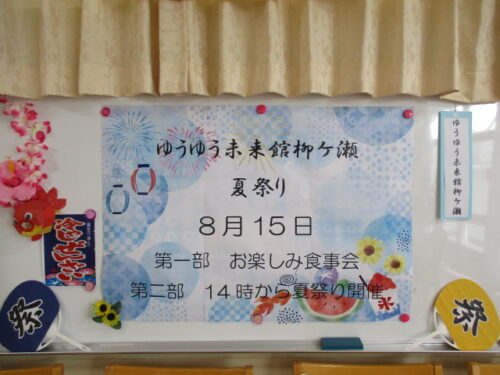 ゆうゆう未来館柳ケ瀬
夏祭り
8月15日
第一部 お楽しみ食事会
第二部 14時から夏祭り開催
ゆうゆう未来館柳ケ瀬
祭
祭
氷